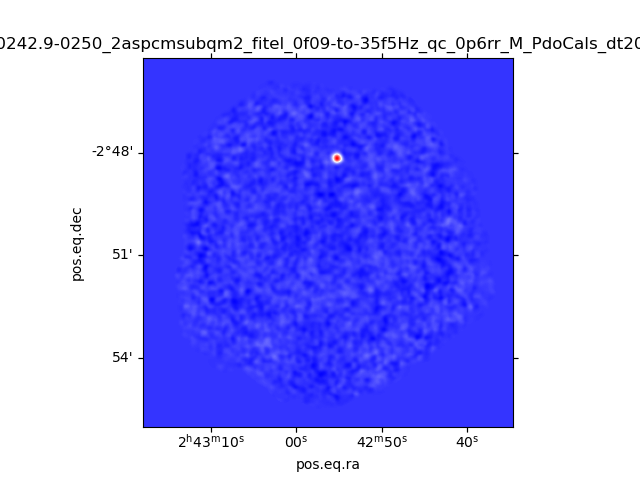 0242.9-0250_2aspcmsubqm2_fitel_0f09-to-35f5Hz_qc_0p6rr_M_PdoCals_dt20
-2°48'
pos.eq.dec
51'
54'
2h43m10s 00s 42m50s 40s
pos.eq.ra